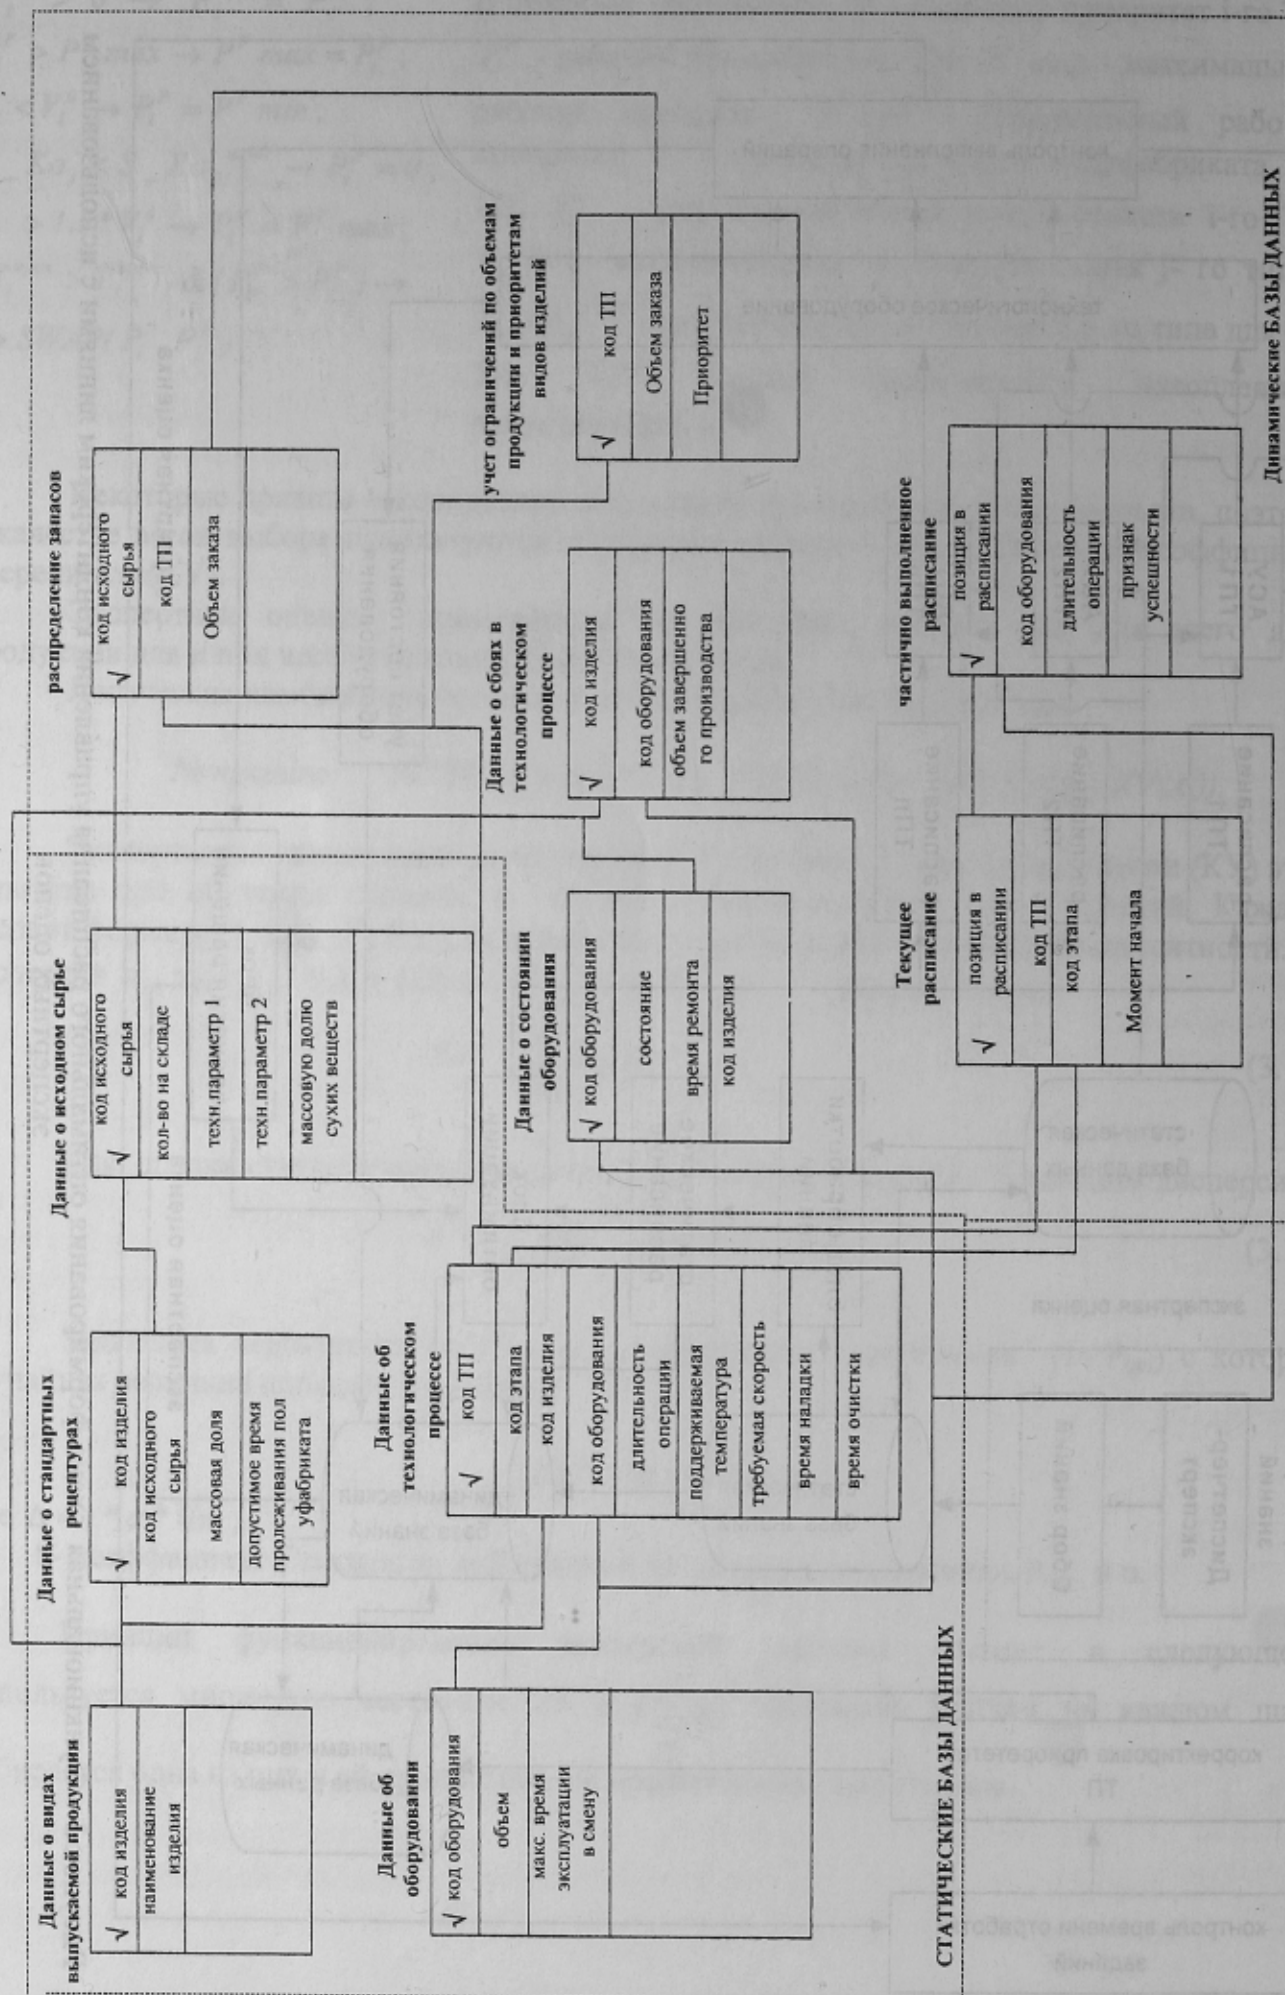 Данные о видах
выпускаемой продукции
√ код изделия
наименование
изделия
Данные о стандартных
рецептурах
√ код изделия
код исходного
сырья
массовая доля
допустимое время
пролеживания пол
уфабриката
Данные о исходном сырье
код исходного
√ сырья
кол-во на складе
техн.параметр 1
техн.параметр 2
массовую долю
сухих веществ
распределение запасов
код исходного
√ сырья
код ТП
Объем заказа
Данные об
оборудовании
√ код оборудования
объем
макс. время
эксплуатации
в смену
Данные об
технологическом
процессе
√ код ТП
код этапа
код изделия
код оборудования
длительность
операции
поддерживаемая
температура
требуемая скорость
время наладки
время очистки
Данные о состоянии
оборудования
√ код оборудования
состояние
время ремонта
код изделия
Данные о сбоях в
технологическом
процессе
√ код изделия
код оборудования
объем завершенно
го производства
учет ограничений по объемам
продукции и приоритетам
видов изделий
√ код ТП
Объем заказа
Приоритет
Текущее
расписание
√ позиция в
расписании
код ТП
код этапа
Момент начала
частично выполненное
расписание
√ позиция в
расписании
код оборудования
длительность
операции
признак
успешности
СТАТИЧЕСКИЕ БАЗЫ ДАННЫХ
Динамические БАЗЫ ДАННЫХ